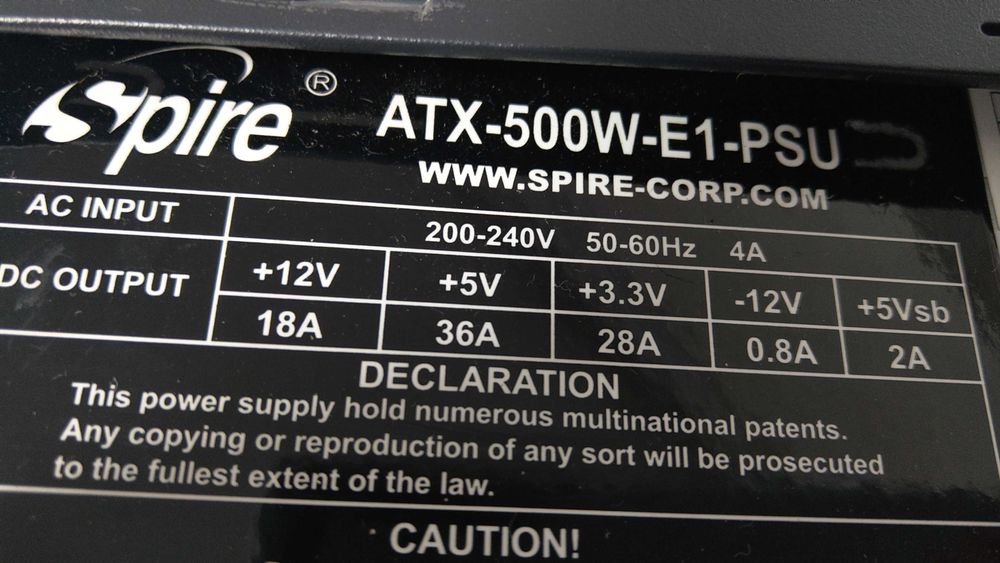 Spire®
ATX-500W-E1-PSU
WWW.SPIRE-CORP.COM
AC INPUT 200-240V 50-60Hz 4A
DC OUTPUT +12V +5V +3.3V -12V +5Vsb
18A 36A 28A 0.8A 2A
DECLARATION
This power supply hold numerous multinational patents.
Any copying or reproduction of any sort will be prosecuted
to the fullest extent of the law.
CAUTION!